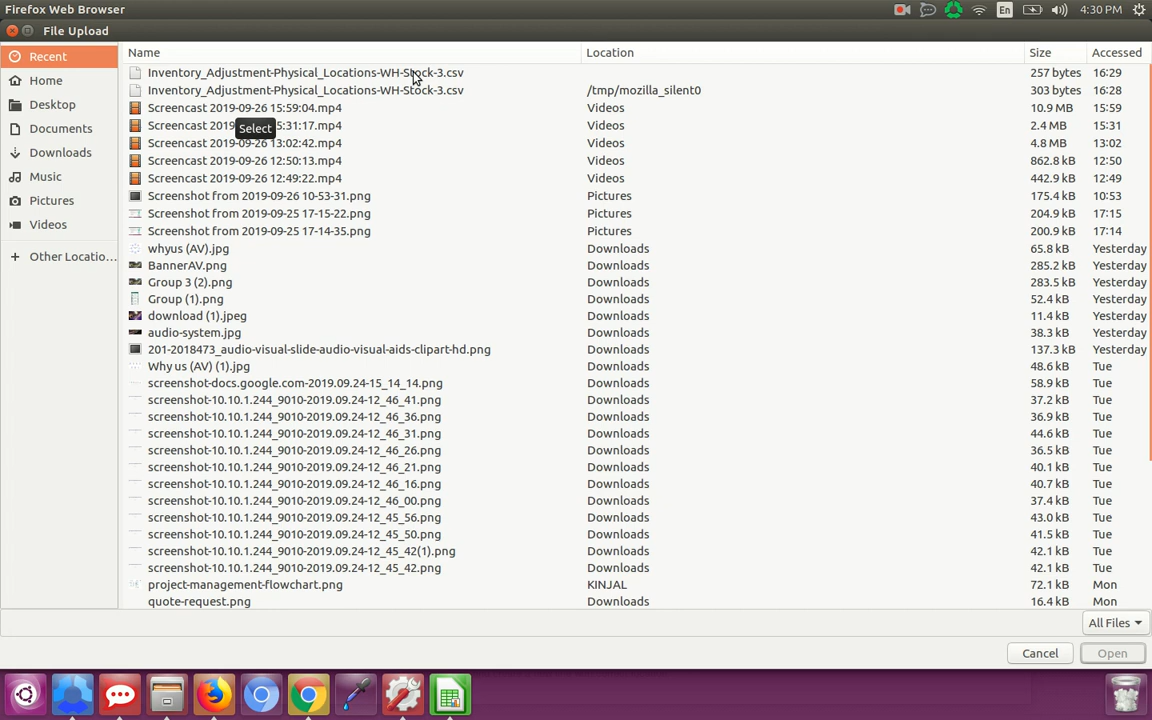 Firefox Web Browser En 4:30 PM
File Upload
Recent
Home
Desktop
Documents
Downloads
Music
Pictures
Videos
+ Other Locatio...
Name Location Size Accessed
Inventory_Adjustment-Physical_Locations-WH-Stock-3.csv 257 bytes 16:29
Inventory_Adjustment-Physical_Locations-WH-Stock-3.csv /tmp/mozilla_silent0 303 bytes 16:28
Screencast 2019-09-26 15:59:04.mp4 Videos 10.9 MB 15:59
Screencast 2019 5:31:17.mp4 Videos 2.4 MB 15:31
Select
Screencast 2019-09-26 13:02:42.mp4 Videos 4.8 MB 13:02
Screencast 2019-09-26 12:50:13.mp4 Videos 862.8 kB 12:50
Screencast 2019-09-26 12:49:22.mp4 Videos 442.9 kB 12:49
Screenshot from 2019-09-26 10-53-31.png Pictures 175.4 kB 10:53
Screenshot from 2019-09-25 17-15-22.png Pictures 204.9 kB 17:15
Screenshot from 2019-09-25 17-14-35.png Pictures 200.9 kB 17:14
whyus (AV).jpg Downloads 65.8 kB Yesterday
BannerAV.png Downloads 285.2 kB Yesterday
Group 3 (2).png Downloads 283.5 kB Yesterday
Group (1).png Downloads 52.4 kB Yesterday
download (1).jpeg Downloads 11.4 kB Yesterday
audio-system.jpg Downloads 38.3 kB Yesterday
201-2018473_audio-visual-slide-audio-visual-aids-clipart-hd.png Downloads 137.3 kB Yesterday
Why us (AV) (1).jpg Downloads 48.6 kB Tue
screenshot-docs.google.com-2019.09.24-15_14_14.png Downloads 58.9 kB Tue
screenshot-10.10.1.244_9010-2019.09.24-12_46_41.png Downloads 37.2 kB Tue
screenshot-10.10.1.244_9010-2019.09.24-12_46_36.png Downloads 36.9 kB Tue
screenshot-10.10.1.244_9010-2019.09.24-12_46_31.png Downloads 44.6 kB Tue
screenshot-10.10.1.244_9010-2019.09.24-12_46_26.png Downloads 36.5 kB Tue
screenshot-10.10.1.244_9010-2019.09.24-12_46_21.png Downloads 40.1 kB Tue
screenshot-10.10.1.244_9010-2019.09.24-12_46_16.png Downloads 40.7 kB Tue
screenshot-10.10.1.244_9010-2019.09.24-12_46_00.png Downloads 37.4 kB Tue
screenshot-10.10.1.244_9010-2019.09.24-12_45_56.png Downloads 43.0 kB Tue
screenshot-10.10.1.244_9010-2019.09.24-12_45_50.png Downloads 41.5 kB Tue
screenshot-10.10.1.244_9010-2019.09.24-12_45_42(1).png Downloads 42.1 kB Tue
screenshot-10.10.1.244_9010-2019.09.24-12_45_42.png Downloads 42.1 kB Tue
project-management-flowchart.png KINJAL 72.1 kB Mon
quote-request.png Downloads 16.4 kB Mon
All Files
Cancel Open